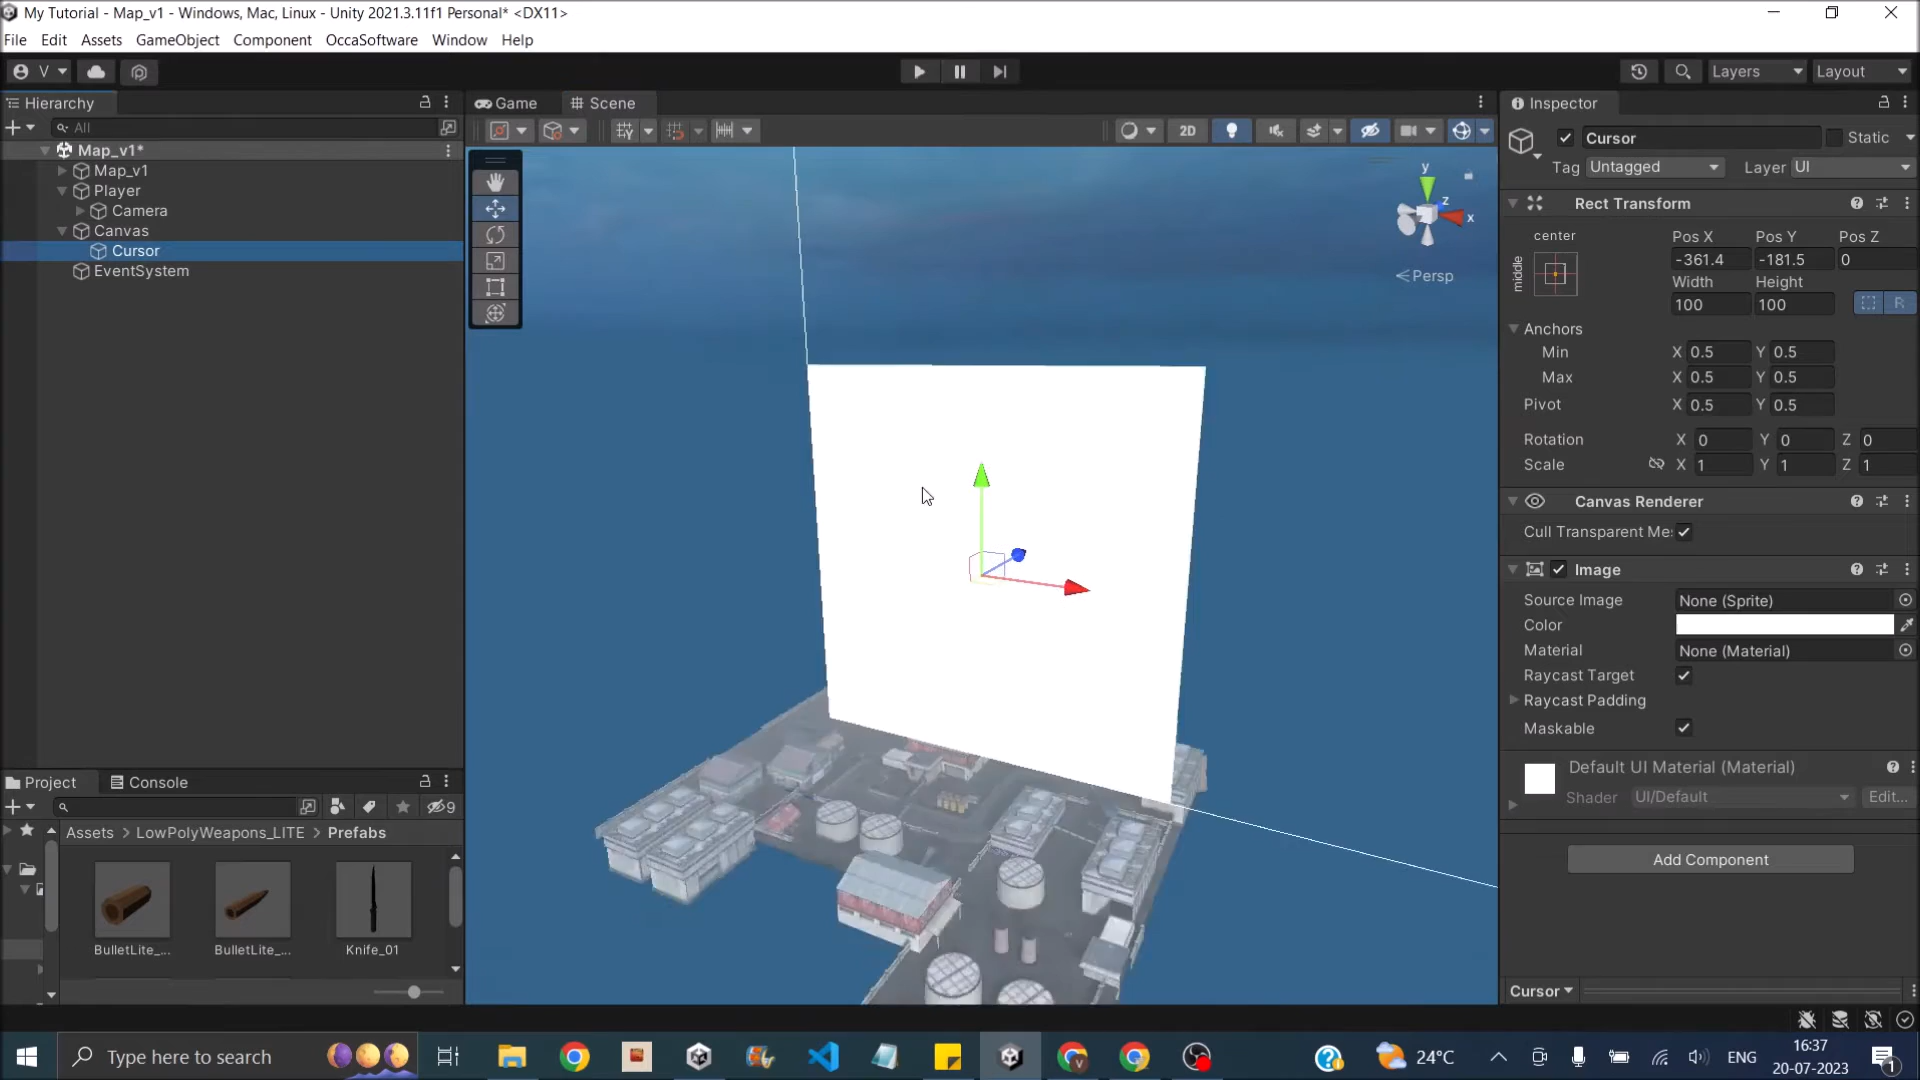 My Tutorial - Map_v1 - Windows, Mac, Linux - Unity 2021.3.11f1 Personal* <DX11>
File Edit Assets GameObject Component OccaSoftware Window Help
V Layers Layout
Hierarchy Game Scene Inspector
All 2D Cursor Static
Tag Untagged Layer UI
Map_v1*
Map_v1
Player
Camera
Canvas
Cursor
EventSystem
y
z
x
Persp
Rect Transform
center Pos X Pos Y Pos Z
middle -361.4 -181.5 0
Width Height
100 100 R
Anchors
Min X 0.5 Y 0.5
Max X 0.5 Y 0.5
Pivot X 0.5 Y 0.5
Rotation X 0 Y 0 Z 0
Scale X 1 Y 1 Z 1
Canvas Renderer
Cull Transparent Me:
Image
Source Image None (Sprite)
Color
Material None (Material)
Raycast Target
Raycast Padding
Maskable
Default UI Material (Material)
Shader UI/Default Edit...
Add Component
Cursor
Project Console
9
Assets LowPolyWeapons_LITE Prefabs
BulletLite_... BulletLite_... Knife_01
Type here to search 24°C ENG 16:37
20-07-2023
1